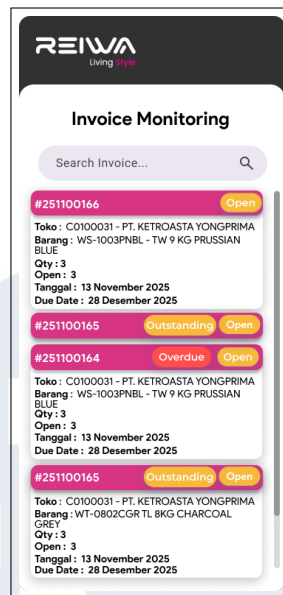 REIWA
Living Style
Invoice Monitoring
Search Invoice...
#251100166 Open
Toko : C0100031 - PT. KETROASTA YONGPRIMA
Barang : WS-1003PNBL - TW 9 KG PRUSSIAN
BLUE
Qty : 3
Open : 3
Tanggal : 13 November 2025
Due Date : 28 Desember 2025
#251100165 Outstanding Open
#251100164 Overdue Open
Toko : C0100031 - PT. KETROASTA YONGPRIMA
Barang : WS-1003PNBL - TW 9 KG PRUSSIAN
BLUE
Qty : 3
Open : 3
Tanggal : 13 November 2025
Due Date : 28 Desember 2025
#251100165 Outstanding Open
Toko : C0100031 - PT. KETROASTA YONGPRIMA
Barang : WT-0802CGR TL 8KG CHARCOAL
GREY
Qty : 3
Open : 3
Tanggal : 13 November 2025
Due Date : 28 Desember 2025